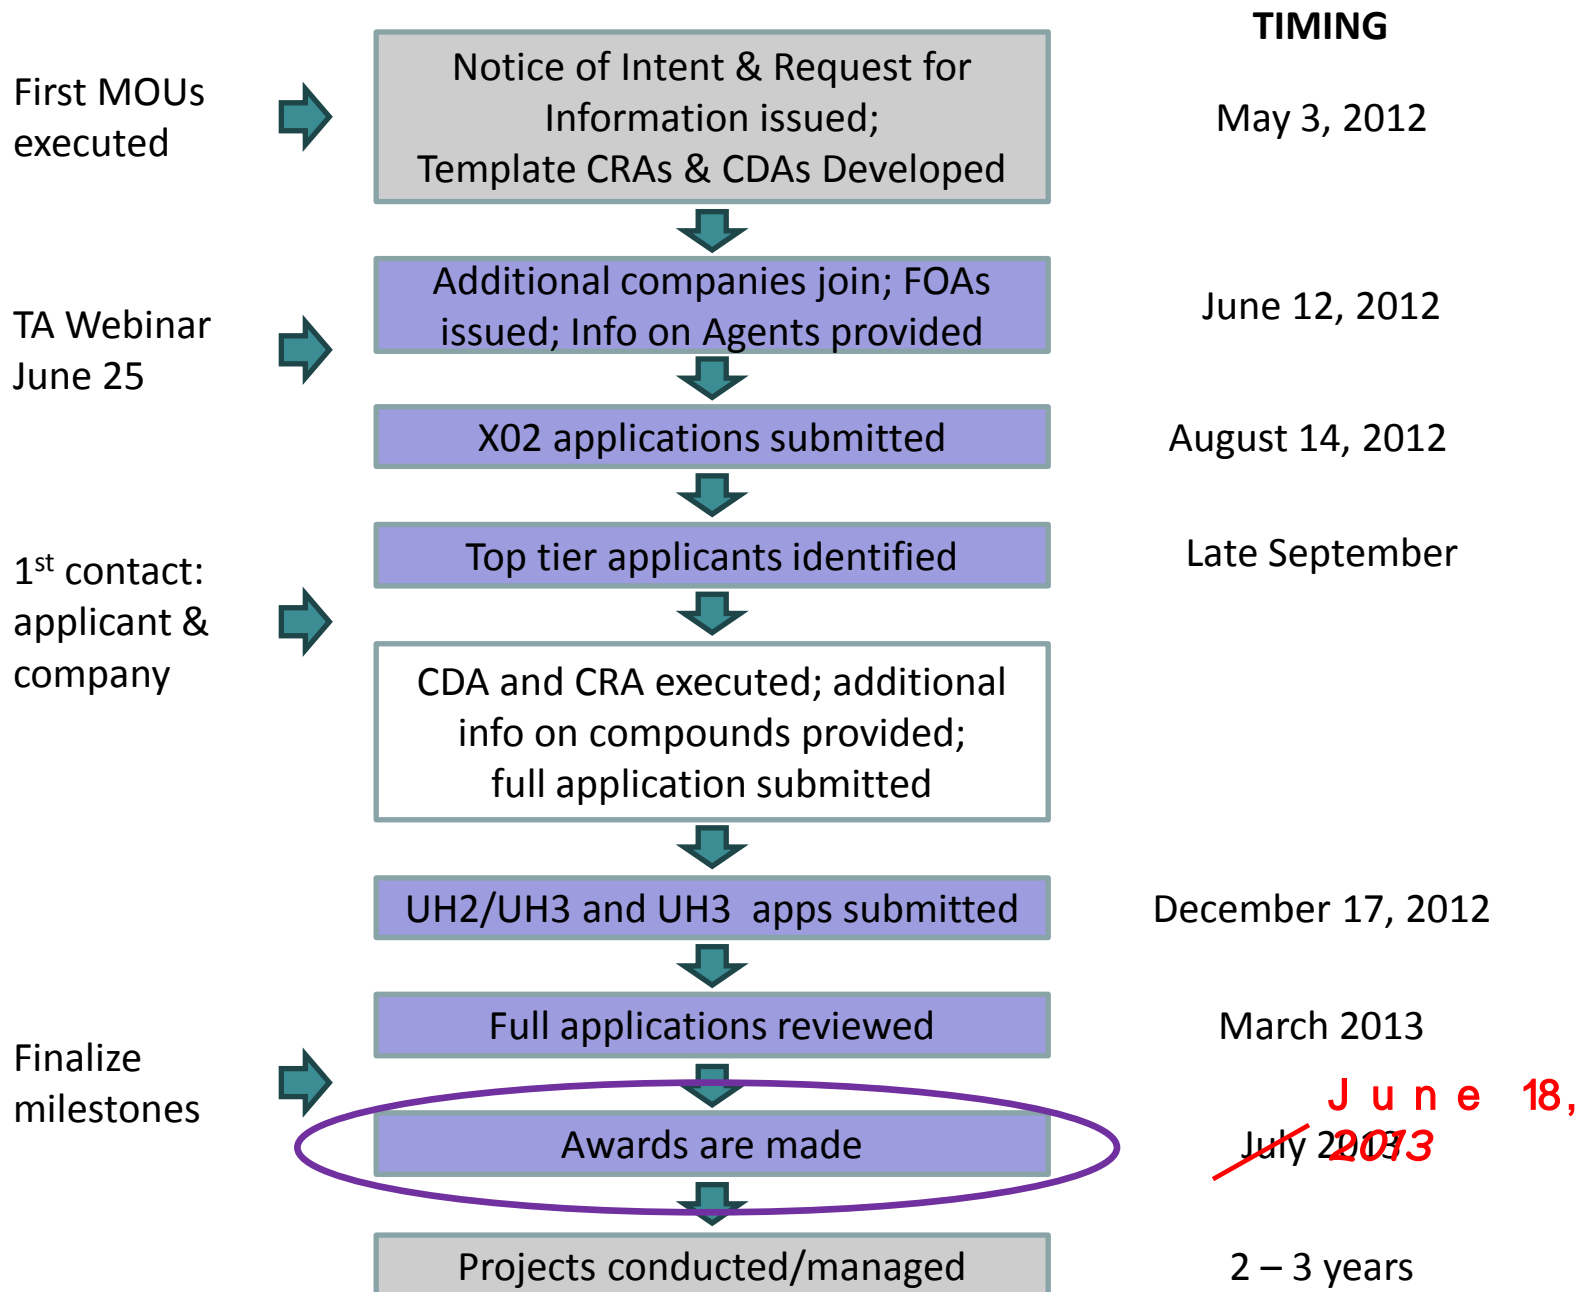 TIMING
First MOUs
executed
Notice of Intent & Request for
Information issued;
Template CRAs & CDAs Developed
May 3, 2012
TA Webinar
June 25
Additional companies join; FOAs
issued; Info on Agents provided
June 12, 2012
X02 applications submitted
August 14, 2012
Top tier applicants identified
Late September
1st contact:
applicant &
company
CDA and CRA executed; additional
info on compounds provided;
full application submitted
UH2/UH3 and UH3 apps submitted
December 17, 2012
Full applications reviewed
March 2013
Finalize
milestones
Awards are made
July 2013
June 18,
2013
Projects conducted/managed
2 – 3 years